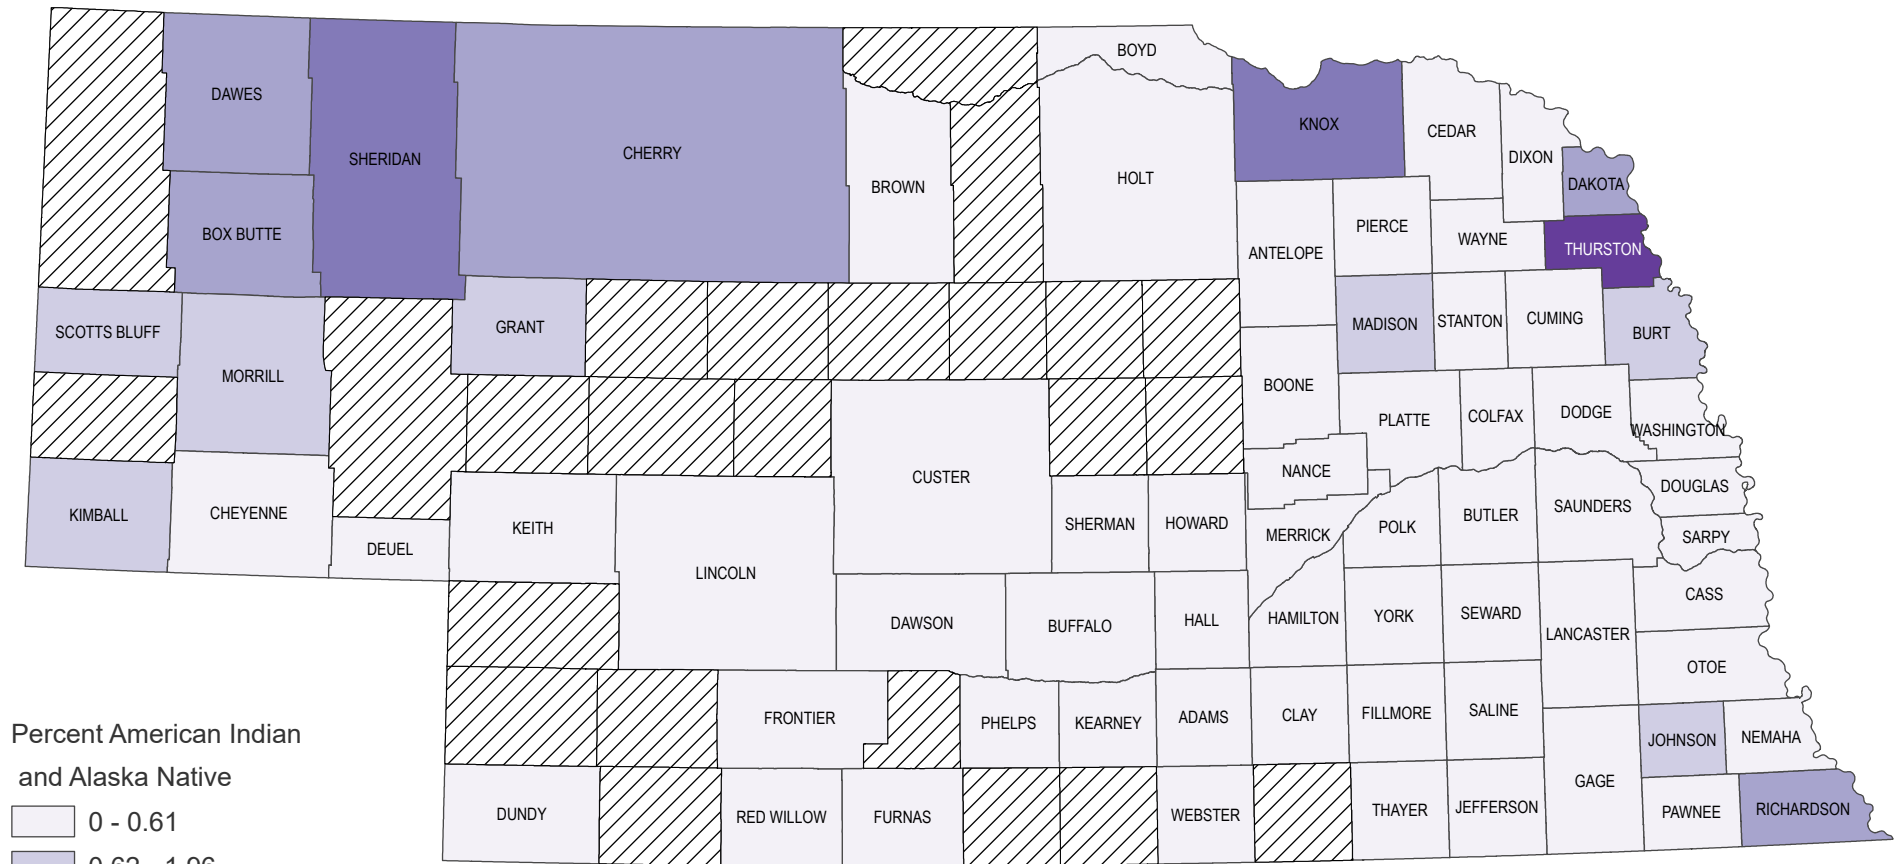 BOYD
DAWES
KNOX
CEDAR
SHERIDAN
CHERRY
DIXON
HOLT
DAKOTA
BROWN
PIERCE
BOX BUTTE
WAYNE
THURSTON
ANTELOPE
SCOTTS BLUFF
GRANT
MADISON
STANTON
CUMING
BURT
MORRILL
BOONE
PLATTE
COLFAX
DODGE
WASHINGTON
NANCE
CUSTER
DOUGLAS
KIMBALL
CHEYENNE
KEITH
SHERMAN
HOWARD
MERRICK
POLK
BUTLER
SAUNDERS
SARPY
DEUEL
LINCOLN
CASS
DAWSON
BUFFALO
HALL
HAMILTON
YORK
SEWARD
LANCASTER
OTOE
FRONTIER
PHELPS
KEARNEY
ADAMS
CLAY
FILLMORE
SALINE
JOHNSON
NEMAHA
GAGE
DUNDY
RED WILLOW
FURNAS
WEBSTER
THAYER
JEFFERSON
PAWNEE
RICHARDSON
Percent American Indian
and Alaska Native
0 - 0.61
0.62 - 1.96